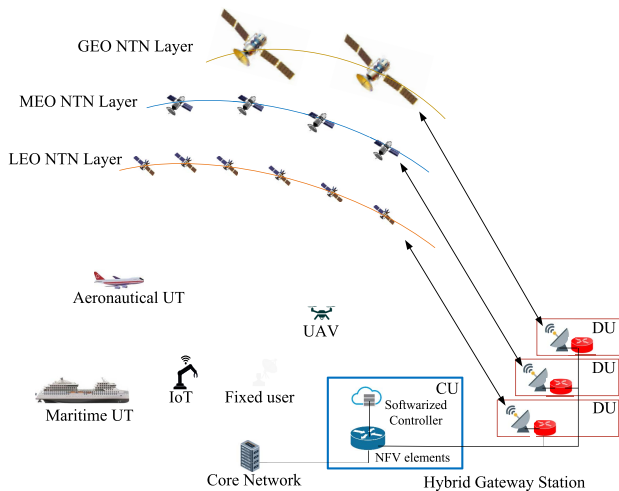 GEO NTN Layer
MEO NTN Layer
LEO NTN Layer
Aeronautical UT
UAV
DU
DU
DU
Maritime UT
IoT
Fixed user
CU
Softwarized
Controller
NFV elements
Core Network
Hybrid Gateway Station